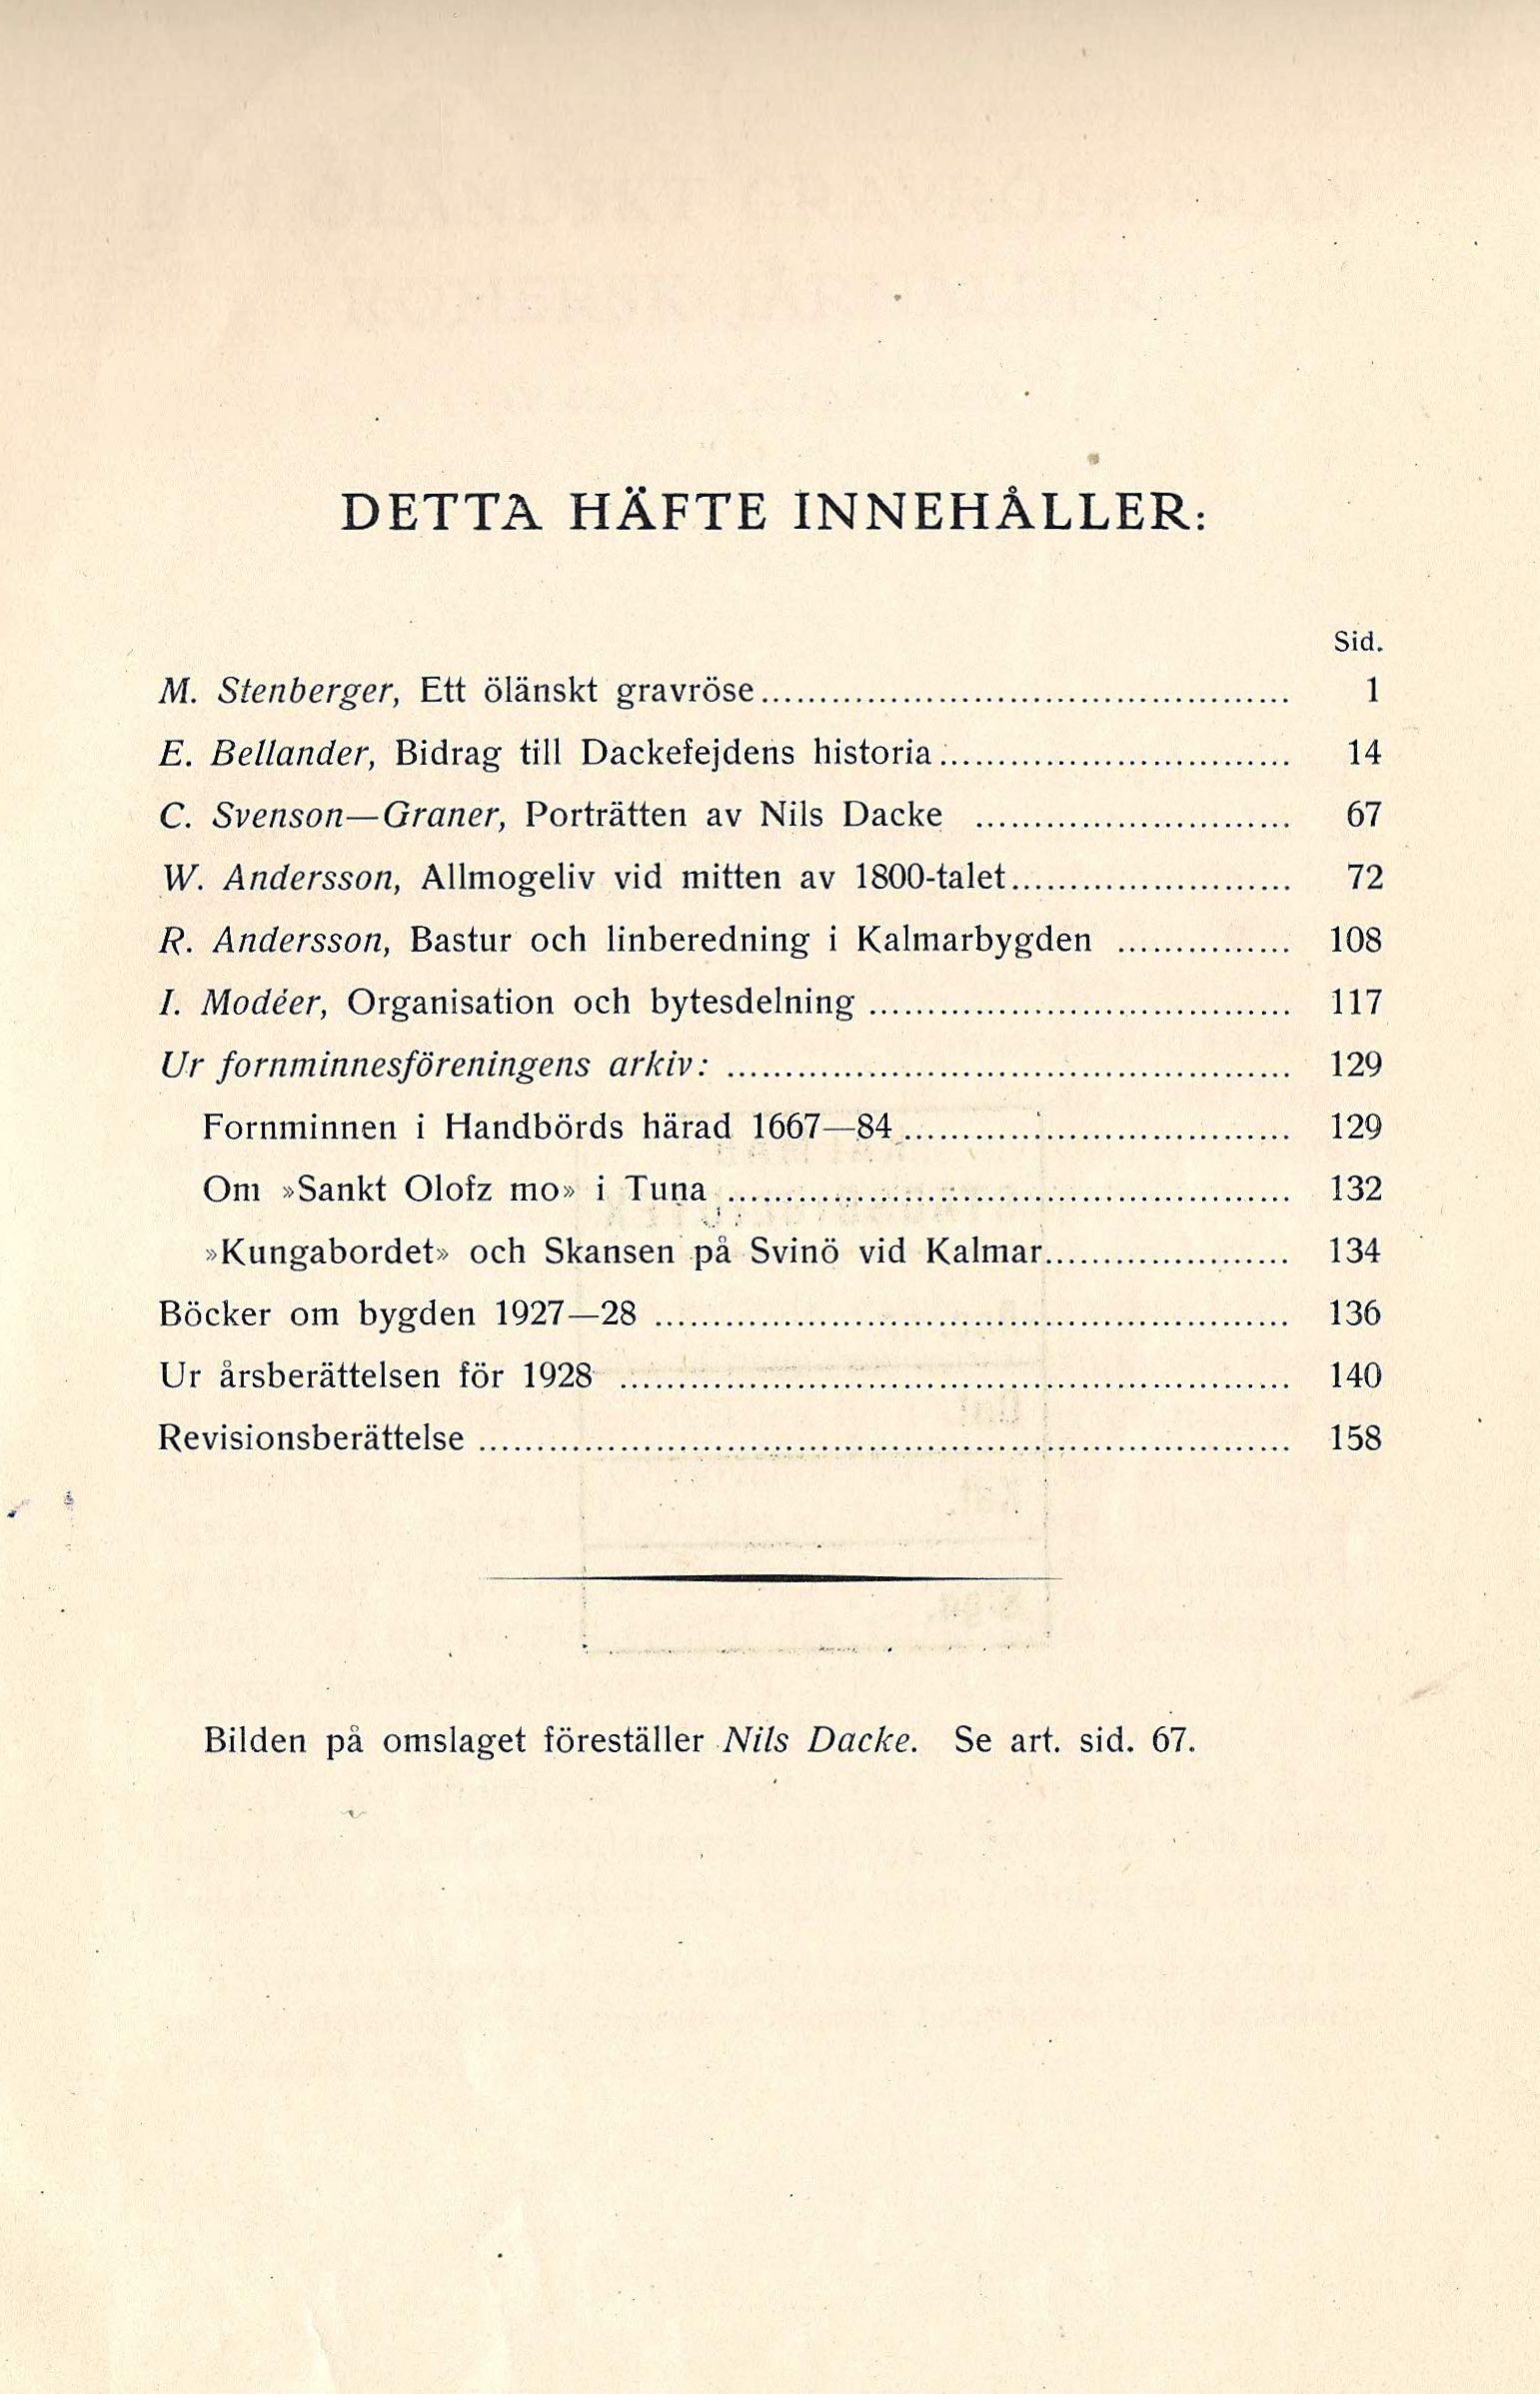 DETTA HÄFTE INNEHÅLLER:
Sid.
M. Stenberger, Ett ölänskt gravröse............................................. 1
E. Bellander, Bidrag till Dackefejdens historia.............................. 14
C. Svenson—Graner, Porträtten av Nils Dacke ........................... 67
W. Andersson, Allmogeliv vid mitten av 1800-talet........................ 72
R. Andersson, Bastur och linberedning i Kalmarbygden ............... 108
I. Modéer, Organisation och bytesdelning .................................... 117
Ur fornminnesföreningens arkiv: ................................................ 129
Fornminnen i Handbörds härad 1667—84................................. 129
Om »Sankt Olofz mo» i Tuna ................................................ 132
»Kungabordet» och Skansen på Svinö vid Kalmar..................... 134
Böcker om bygden 1927—28 ...................................................... 136
Ur årsberättelsen för 1928 ......................................................... 140
Revisionsberättelse ..................................................................... 158
Bilden på omslaget föreställer Nils Dacke. Se art. sid. 67.